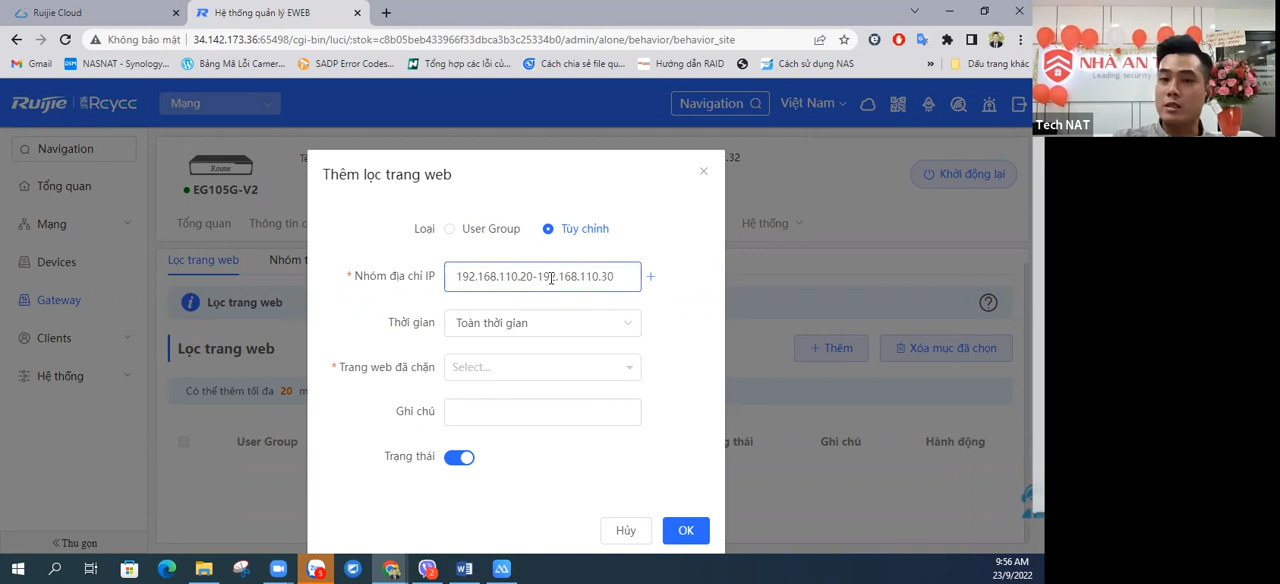 Ruijie Cloud
Hệ thống quản lý EWEB
Không bảo mật
34.142.173.36:65498/cgi-bin/luci/;stok=c8b05beb433966f33dbca3b3c25334b0/admin/alone/behavior/behavior_site
Gmail
NASNAT - Synology...
Bảng Mã Lỗi Camer...
SADP Error Codes...
Tổng hợp các lỗi củ...
Cách chia sẻ file qu...
Hướng dẫn RAID
Cách sử dụng NAS
»
Dấu trang khác
Ruijie Rcycc
Mạng
Navigation
Việt Nam
NHÀ AN
Leading security
Tech NAT
Navigation
Tổng quan
Mạng
Devices
Gateway
Clients
Hệ thống
« Thu gọn
Router
EG105G-V2
.32
Khởi động lại
Tổng quan
Thông tin c
Hệ thống
Lọc trang web
Nhóm t
Lọc trang web
Lọc trang web
+ Thêm
Xóa mục đã chọn
Có thể thêm tối đa 20 m
User Group
thái
Ghi chú
Hành động
Thêm lọc trang web
Loại
User Group
Tùy chỉnh
* Nhóm địa chỉ IP
192.168.110.20-192.168.110.30
+
Thời gian
Toàn thời gian
* Trang web đã chặn
Select...
Ghi chú
Trạng thái
Hủy
OK
9:56 AM
23/9/2022